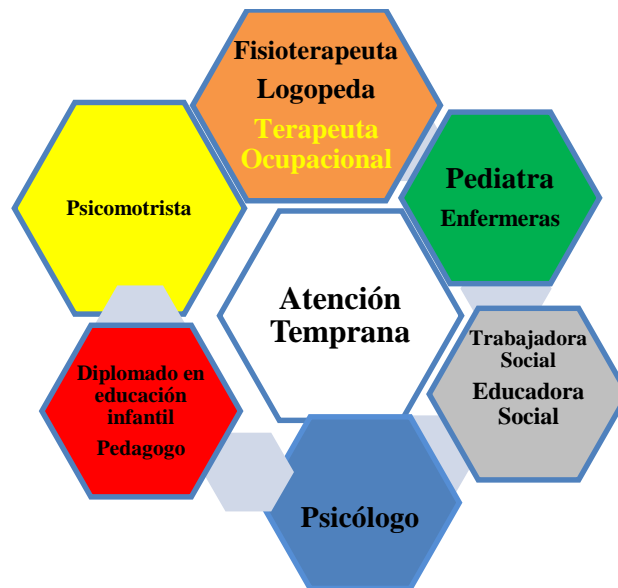 Fisioterapeuta
Logopeda
Terapeuta
Ocupacional
Psicomotrista
Pediatra
Enfermeras
Atención
Temprana
Trabajadora
Social
Educadora
Social
Diplomado en
educación
infantil
Pedagogo
Psicólogo